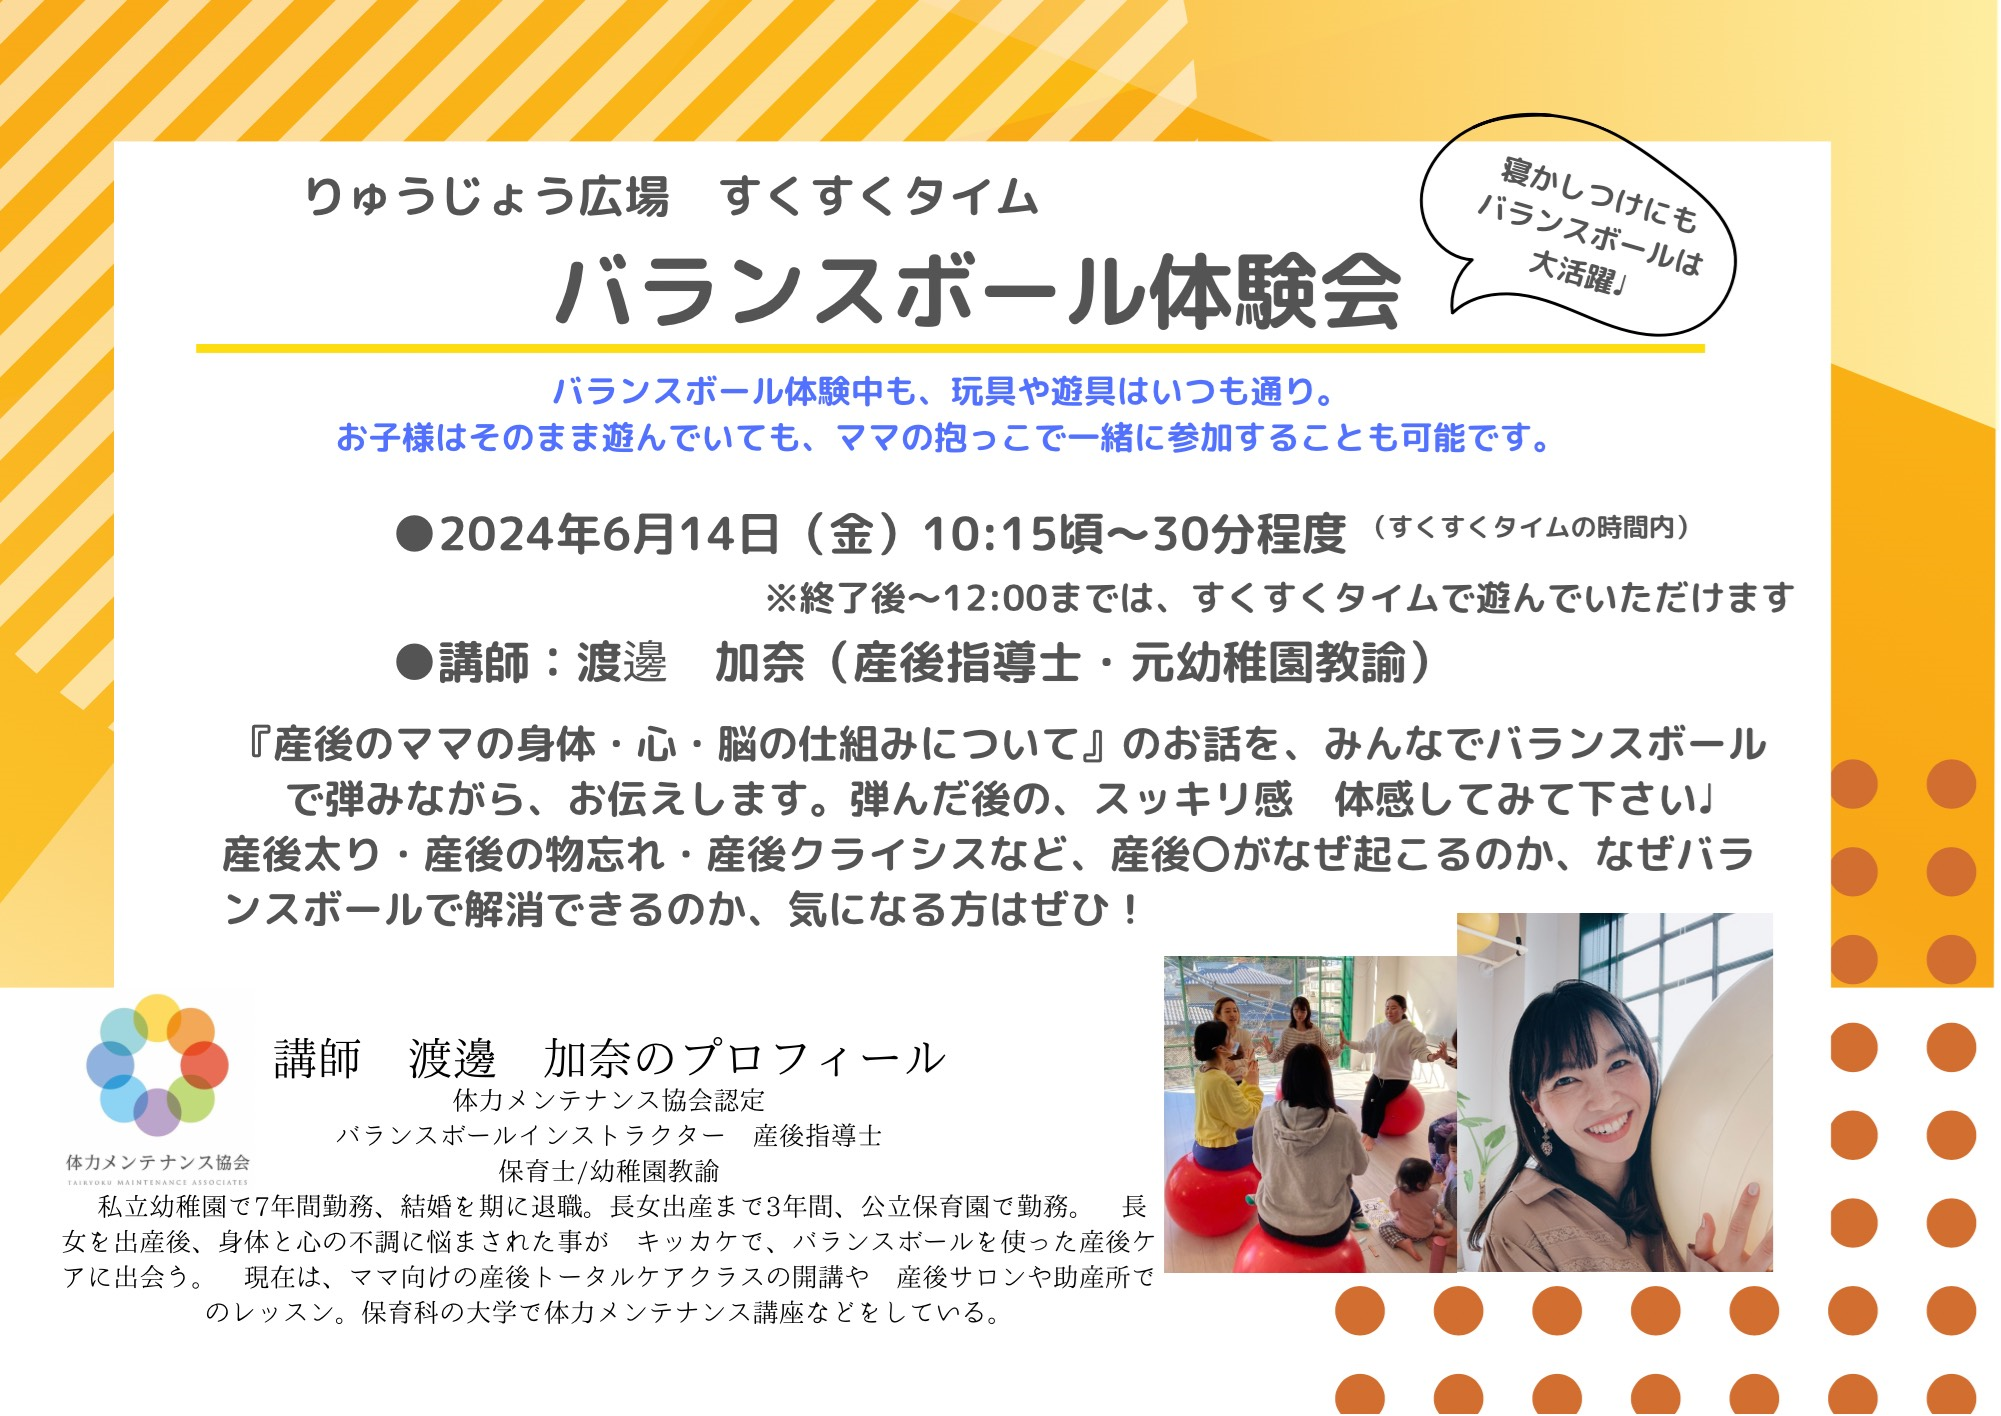 りゅうじょう広場　すくすくタイム
バランスボール体験会
寝かしつけにも
バランスボールは
大活躍♩
バランスボール体験中も、玩具や遊具はいつも通り。
お子様はそのまま遊んでいても、ママの抱っこで一緒に参加することも可能です。
●2024年6月14日（金）10:15頃～30分程度（すくすくタイムの時間内）
※終了後～12:00までは、すくすくタイムで遊んでいただけます
●講師：渡邊　加奈（産後指導士・元幼稚園教諭）
『産後のママの身体・心・脳の仕組みについて』のお話を、みんなでバランスボール
で弾みながら、お伝えします。弾んだ後の、スッキリ感　体感してみて下さい♩
産後太り・産後の物忘れ・産後クライシスなど、産後〇がなぜ起こるのか、なぜバラ
ンスボールで解消できるのか、気になる方はぜひ！
体力メンテナンス協会
TAIRYOKU MAINTENANCE ASSOCIATES
講師　渡邊　加奈のプロフィール
体力メンテナンス協会認定
バランスボールインストラクター　産後指導士
保育士/幼稚園教諭
私立幼稚園で7年間勤務、結婚を期に退職。長女出産まで3年間、公立保育園で勤務。　長
女を出産後、身体と心の不調に悩まされた事が　キッカケで、バランスボールを使った産後ケ
アに出会う。　現在は、ママ向けの産後トータルケアクラスの開講や　産後サロンや助産所で
のレッスン。保育科の大学で体力メンテナンス講座などをしている。